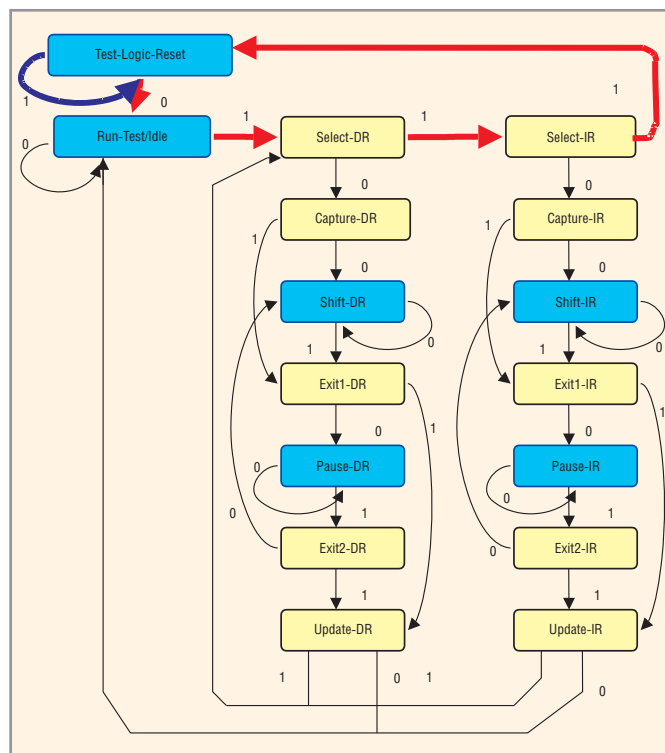 Test-Logic-Reset
1
1
0
Run-Test/Idle
1
Select-DR
1
Select-IR
0
0
0
Capture-DR
Capture-IR
1
1
0
0
Shift-DR
Shift-IR
0
0
1
1
Exit1-DR
Exit1-IR
0
1
0
1
Pause-DR
Pause-IR
0
0
0
1
0
1
Exit2-DR
Exit2-IR
1
1
Update-DR
Update-IR
1
0
1
0